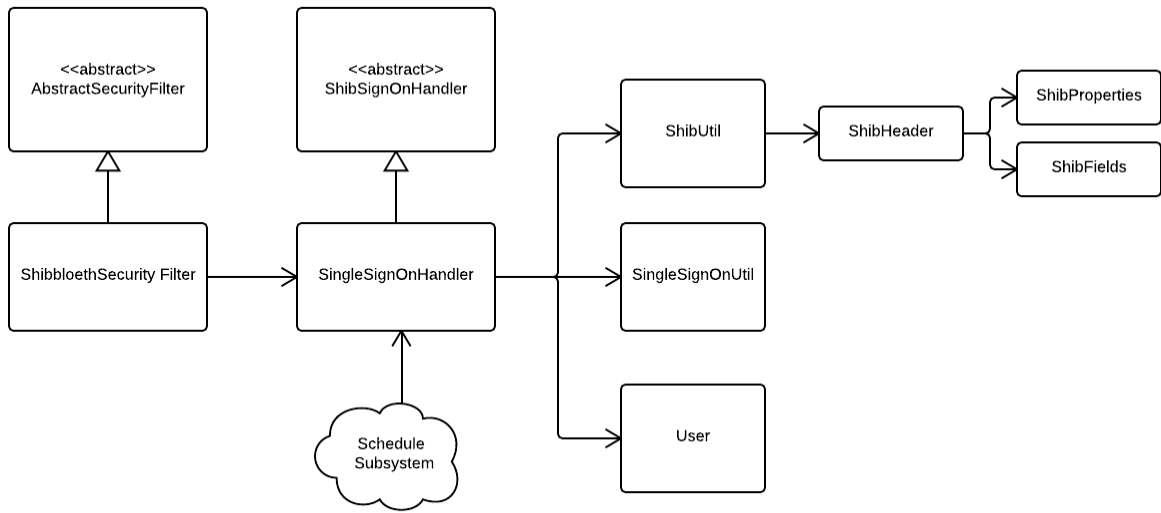 <<abstract>>
AbstractSecurityFilter
<<abstract>>
ShibSignOnHandler
ShibUtil
ShibHeader
ShibProperties
ShibFields
ShibbloethSecurity Filter
SingleSignOnHandler
SingleSignOnUtil
Schedule
Subsystem
User